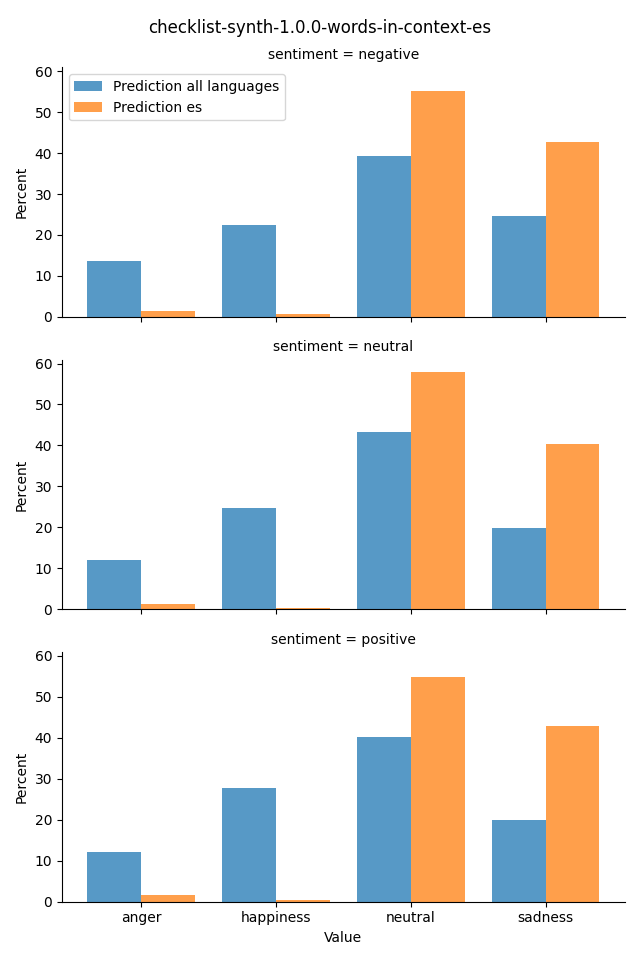 checklist-synth-1.0.0-words-in-context-es
sentiment = negative
60
50
40
30
20
10
0
Percent
Prediction all languages
Prediction es
sentiment = neutral
60
50
40
30
20
10
0
Percent
sentiment = positive
60
50
40
30
20
10
0
Percent
anger happiness neutral sadness
Value